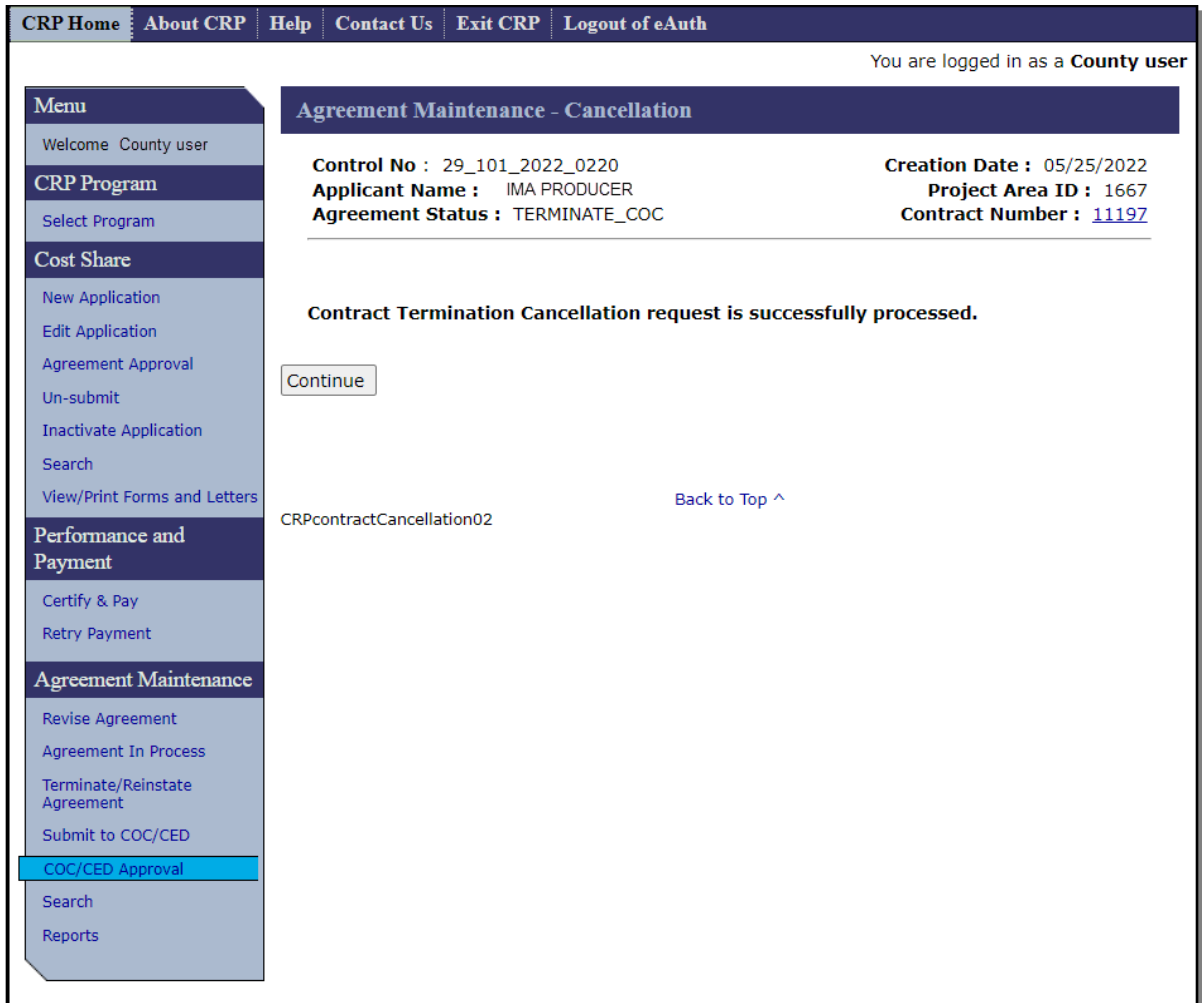 CRP Home About CRP Help Contact Us Exit CRP Logout of eAuth
You are logged in as a County user
Menu
Welcome County user
CRP Program
Select Program
Cost Share
New Application
Edit Application
Agreement Approval
Un-submit
Inactivate Application
Search
View/Print Forms and Letters
Performance and
Payment
Certify & Pay
Retry Payment
Agreement Maintenance
Revise Agreement
Agreement In Process
Terminate/Reinstate
Agreement
Submit to COC/CED
COC/CED Approval
Search
Reports
Agreement Maintenance - Cancellation
Control No : 29_101_2022_0220 Creation Date : 05/25/2022
Applicant Name : IMA PRODUCER Project Area ID : 1667
Agreement Status : TERMINATE_COC Contract Number : 11197
Contract Termination Cancellation request is successfully processed.
Continue
Back to Top ^
CRPcontractCancellation02